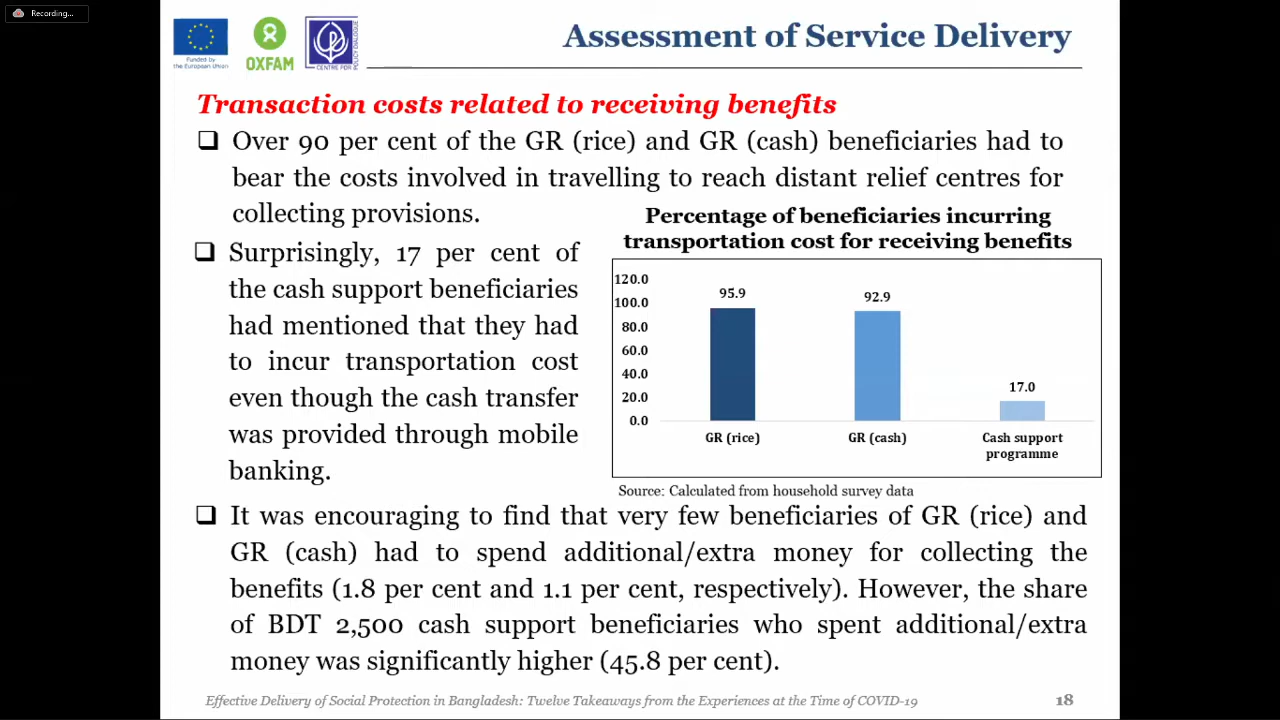 Recording...
Funded by
the European Union
OXFAM
CENTRE FOR
POLICY DIALOGUE
Assessment of Service Delivery
Transaction costs related to receiving benefits
Over 90 per cent of the GR (rice) and GR (cash) beneficiaries had to
bear the costs involved in travelling to reach distant relief centres for
collecting provisions.
Surprisingly, 17 per cent of
the cash support beneficiaries
had mentioned that they had
to incur transportation cost
even though the cash transfer
was provided through mobile
banking.
Percentage of beneficiaries incurring
transportation cost for receiving benefits
120.0
100.0
80.0
60.0
40.0
20.0
0.0
95.9
92.9
17.0
GR (rice)
GR (cash)
Cash support
programme
Source: Calculated from household survey data
It was encouraging to find that very few beneficiaries of GR (rice) and
GR (cash) had to spend additional/extra money for collecting the
benefits (1.8 per cent and 1.1 per cent, respectively). However, the share
of BDT 2,500 cash support beneficiaries who spent additional/extra
money was significantly higher (45.8 per cent).
Effective Delivery of Social Protection in Bangladesh: Twelve Takeaways from the Experiences at the Time of COVID-19
18